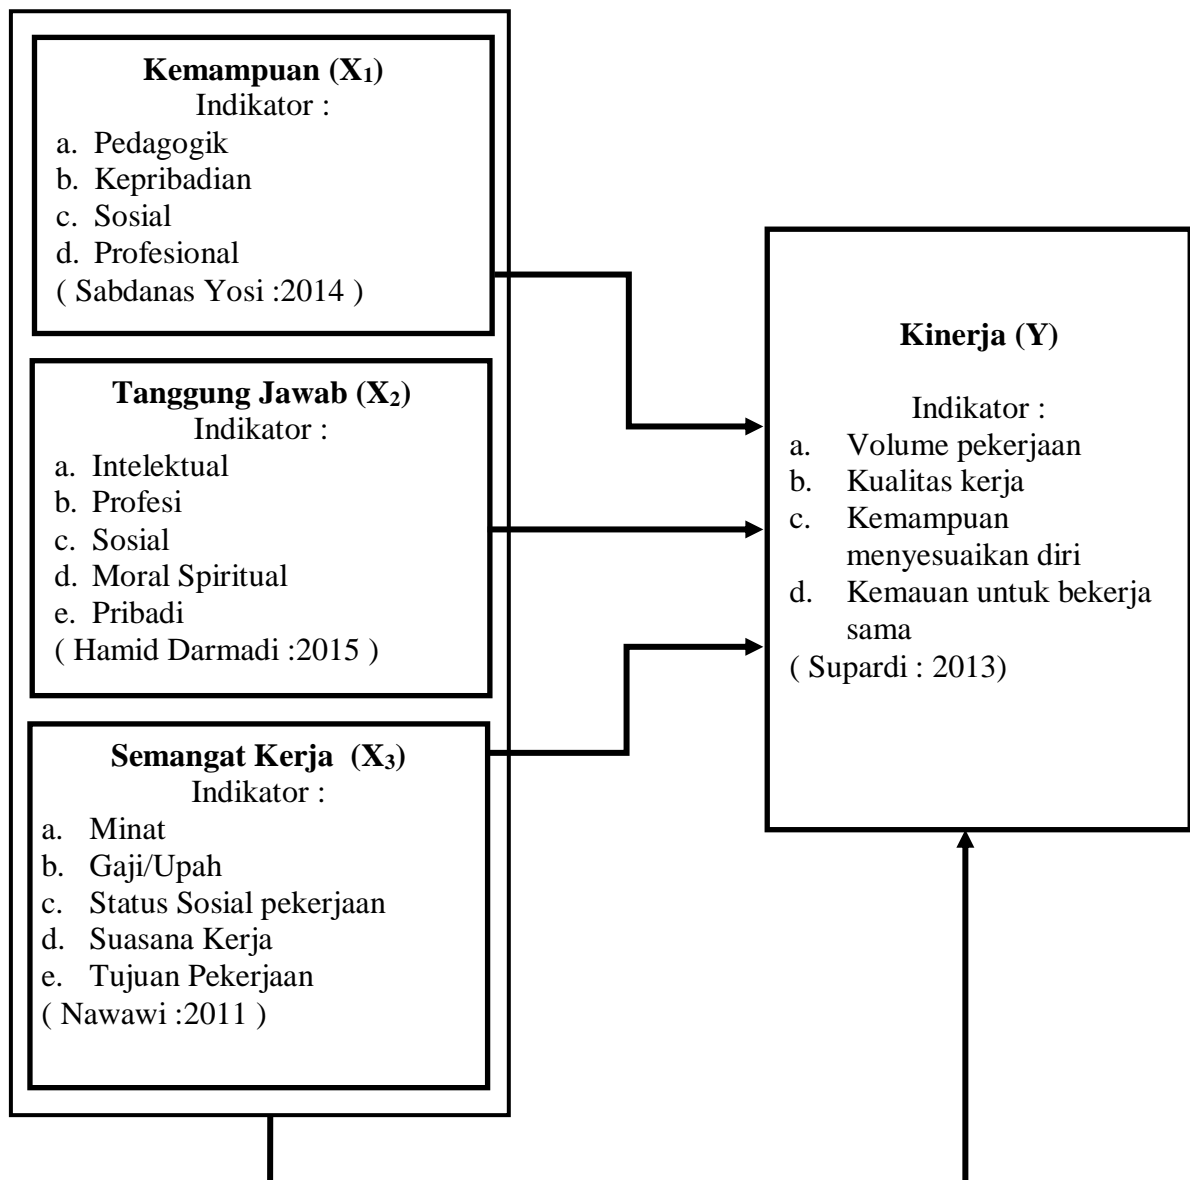 Kemampuan (X₁)
Indikator :
a. Pedagogik
b. Kepribadian
c. Sosial
d. Profesional
( Sabdanas Yosi :2014 )
Tanggung Jawab (X₂)
Indikator :
a. Intelektual
b. Profesi
c. Sosial
d. Moral Spiritual
e. Pribadi
( Hamid Darmadi :2015 )
Semangat Kerja (X₃)
Indikator :
a. Minat
b. Gaji/Upah
c. Status Sosial pekerjaan
d. Suasana Kerja
e. Tujuan Pekerjaan
( Nawawi :2011 )
Kinerja (Y)
Indikator :
a. Volume pekerjaan
b. Kualitas kerja
c. Kemampuan
menyesuaikan diri
d. Kemauan untuk bekerja
sama
( Supardi : 2013)